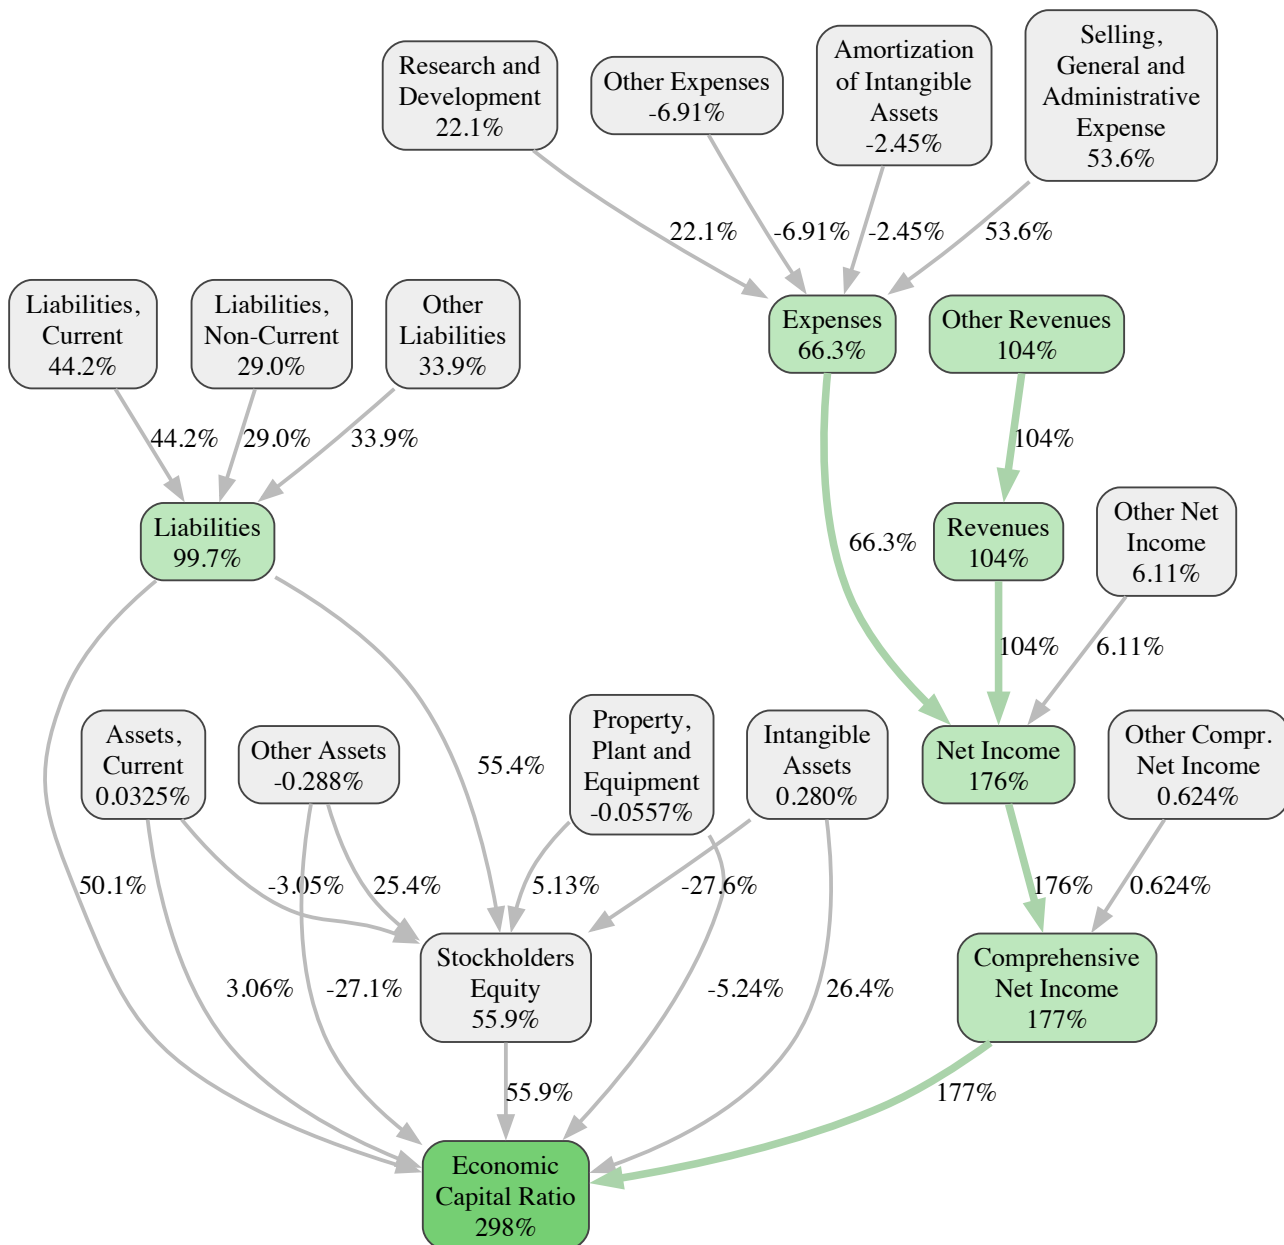 Research and
Development
22.1%
Other Expenses
-6.91%
Amortization
of Intangible
Assets
-2.45%
Selling,
General and
Administrative
Expense
53.6%
22.1%
-6.91%
-2.45%
53.6%
Liabilities,
Current
44.2%
Liabilities,
Non-Current
29.0%
Other
Liabilities
33.9%
Expenses
66.3%
Other Revenues
104%
44.2%
29.0%
33.9%
104%
Liabilities
99.7%
66.3%
Revenues
104%
Other Net
Income
6.11%
104%
6.11%
Assets,
Current
0.0325%
Other Assets
-0.288%
55.4%
Property,
Plant and
Equipment
-0.0557%
Intangible
Assets
0.280%
Net Income
176%
Other Compr.
Net Income
0.624%
50.1%
-3.05%
25.4%
5.13%
-27.6%
176%
0.624%
3.06%
-27.1%
Stockholders
Equity
55.9%
-5.24%
26.4%
Comprehensive
Net Income
177%
55.9%
177%
Economic
Capital Ratio
298%